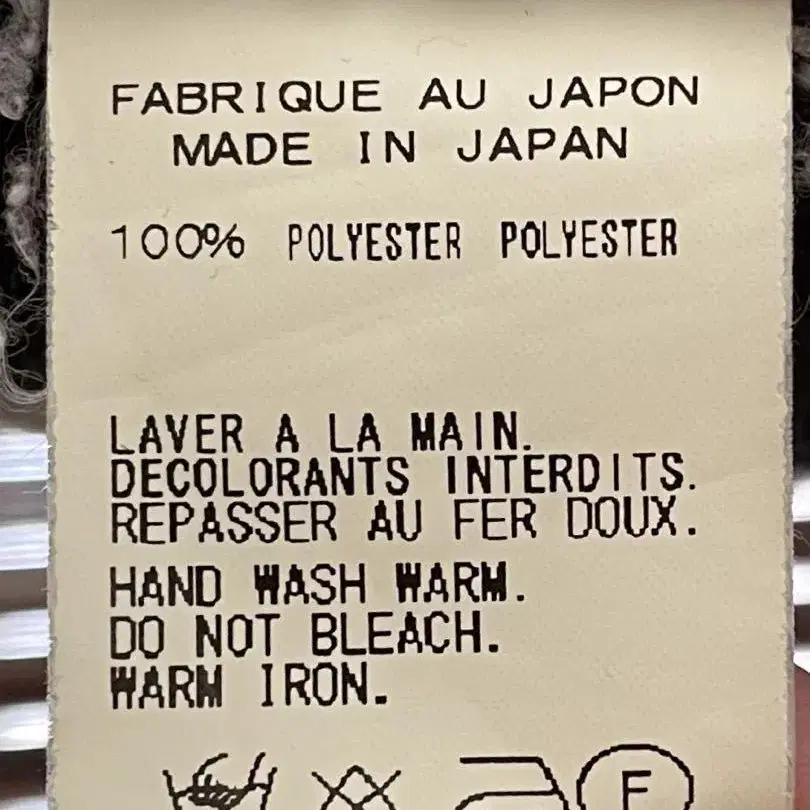 FABRIQUE AU JAPON
MADE IN JAPAN
100% POLYESTER POLYESTER
LAVER A LA MAIN.
DECOLORANTS INTERDITS.
REPASSER AU FER DOUX.
HAND WASH WARM.
DO NOT BLEACH.
WARM IRON.
F